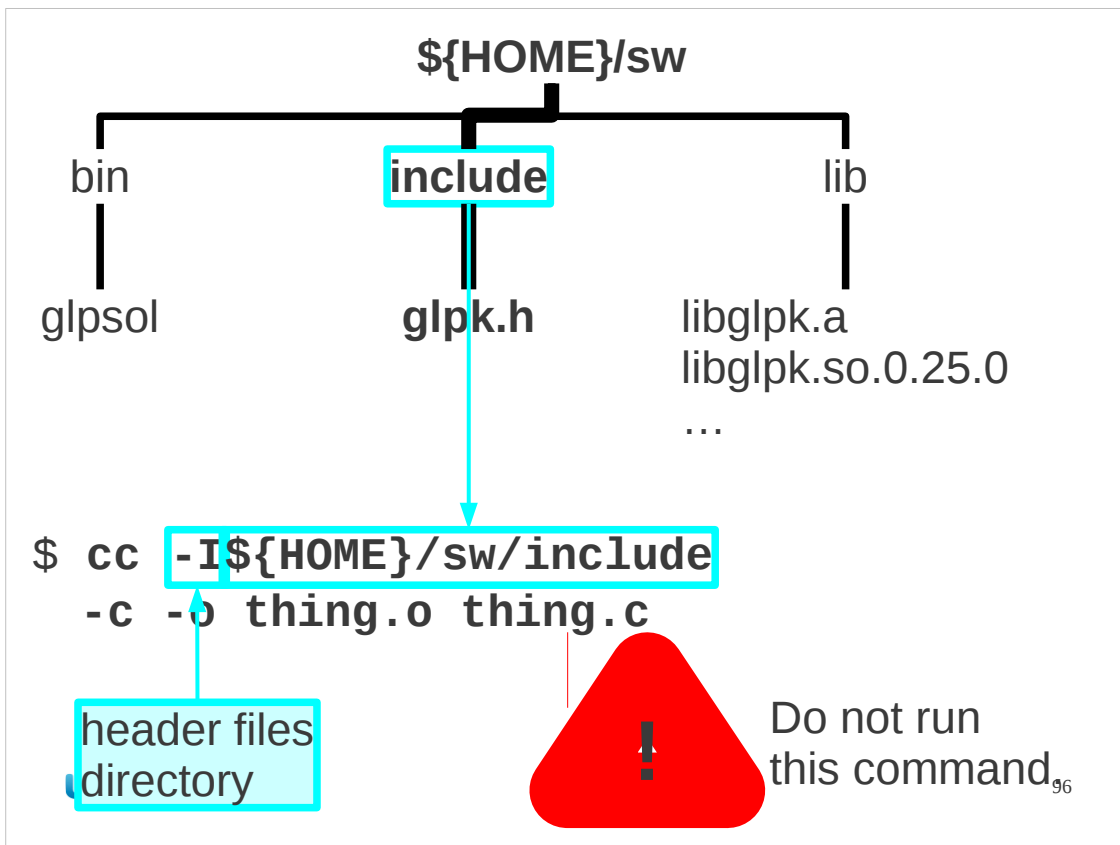 ${HOME}/sw
bin include lib
glpsol glpk.h libglpk.a
libglpk.so.0.25.0
…
$ cc -I${HOME}/sw/include
-c -o thing.o thing.c
header files
directory
!
Do not run
this command.
96